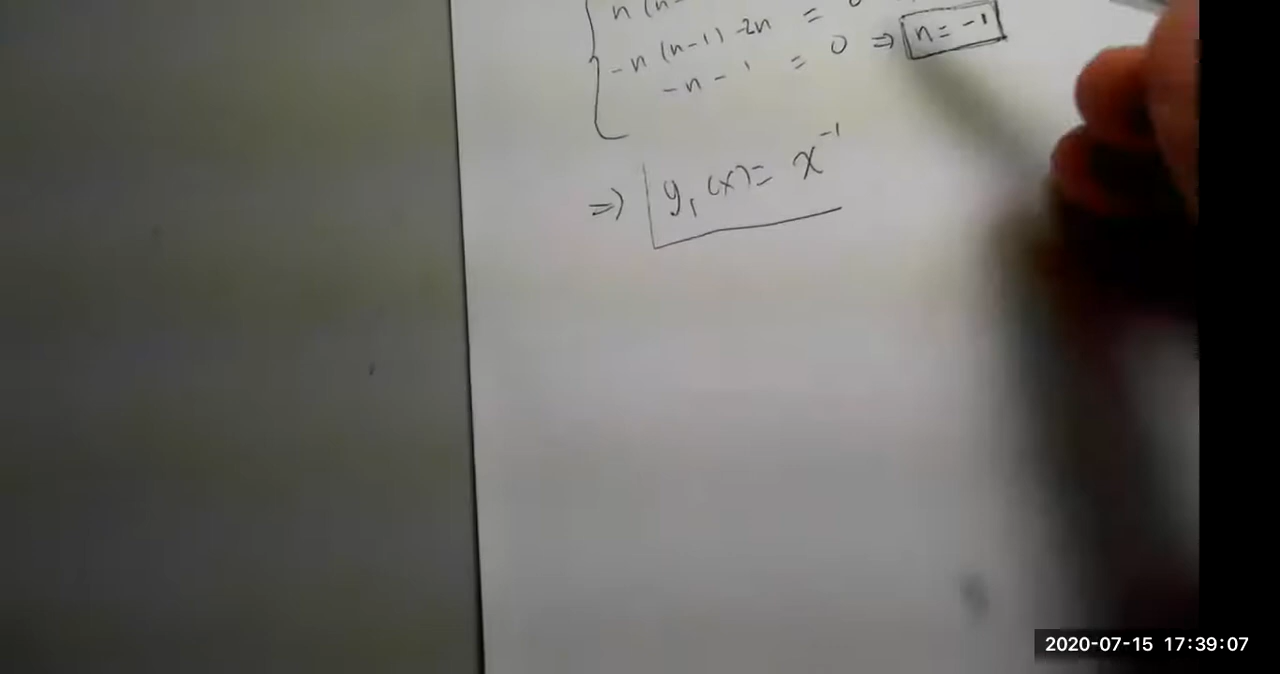 n (n-
-n (n-1) -2n = 0
-n - 1 = 0 ⇒ n = -1
⇒ y₁(x) = x⁻¹
2020-07-15 17:39:07